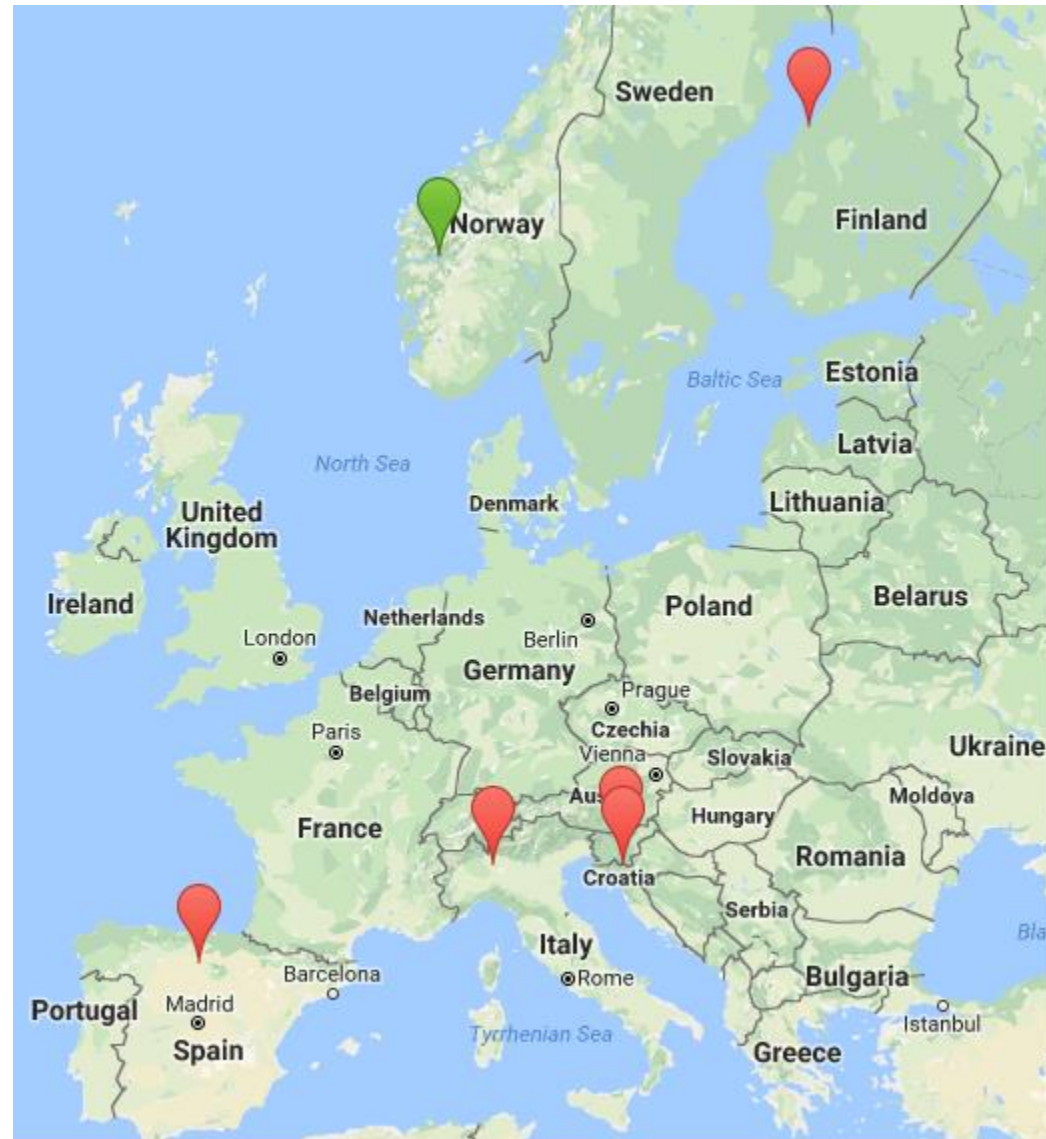 Sweden
Norway
Finland
Baltic Sea
Estonia
North Sea
Latvia
Denmark
Lithuania
United
Kingdom
Ireland
Netherlands
Poland
Belarus
London
Berlin
Germany
Belgium
Prague
Czechia
Paris
Vienna
Slovakia
Ukraine
Aus
Moldova
Hungary
France
Romania
Croatia
Serbia
Bla
Italy
Barcelona
Rome
Bulgaria
Portugal
Madrid
Istanbul
Tyrrhenian Sea
Spain
Greece